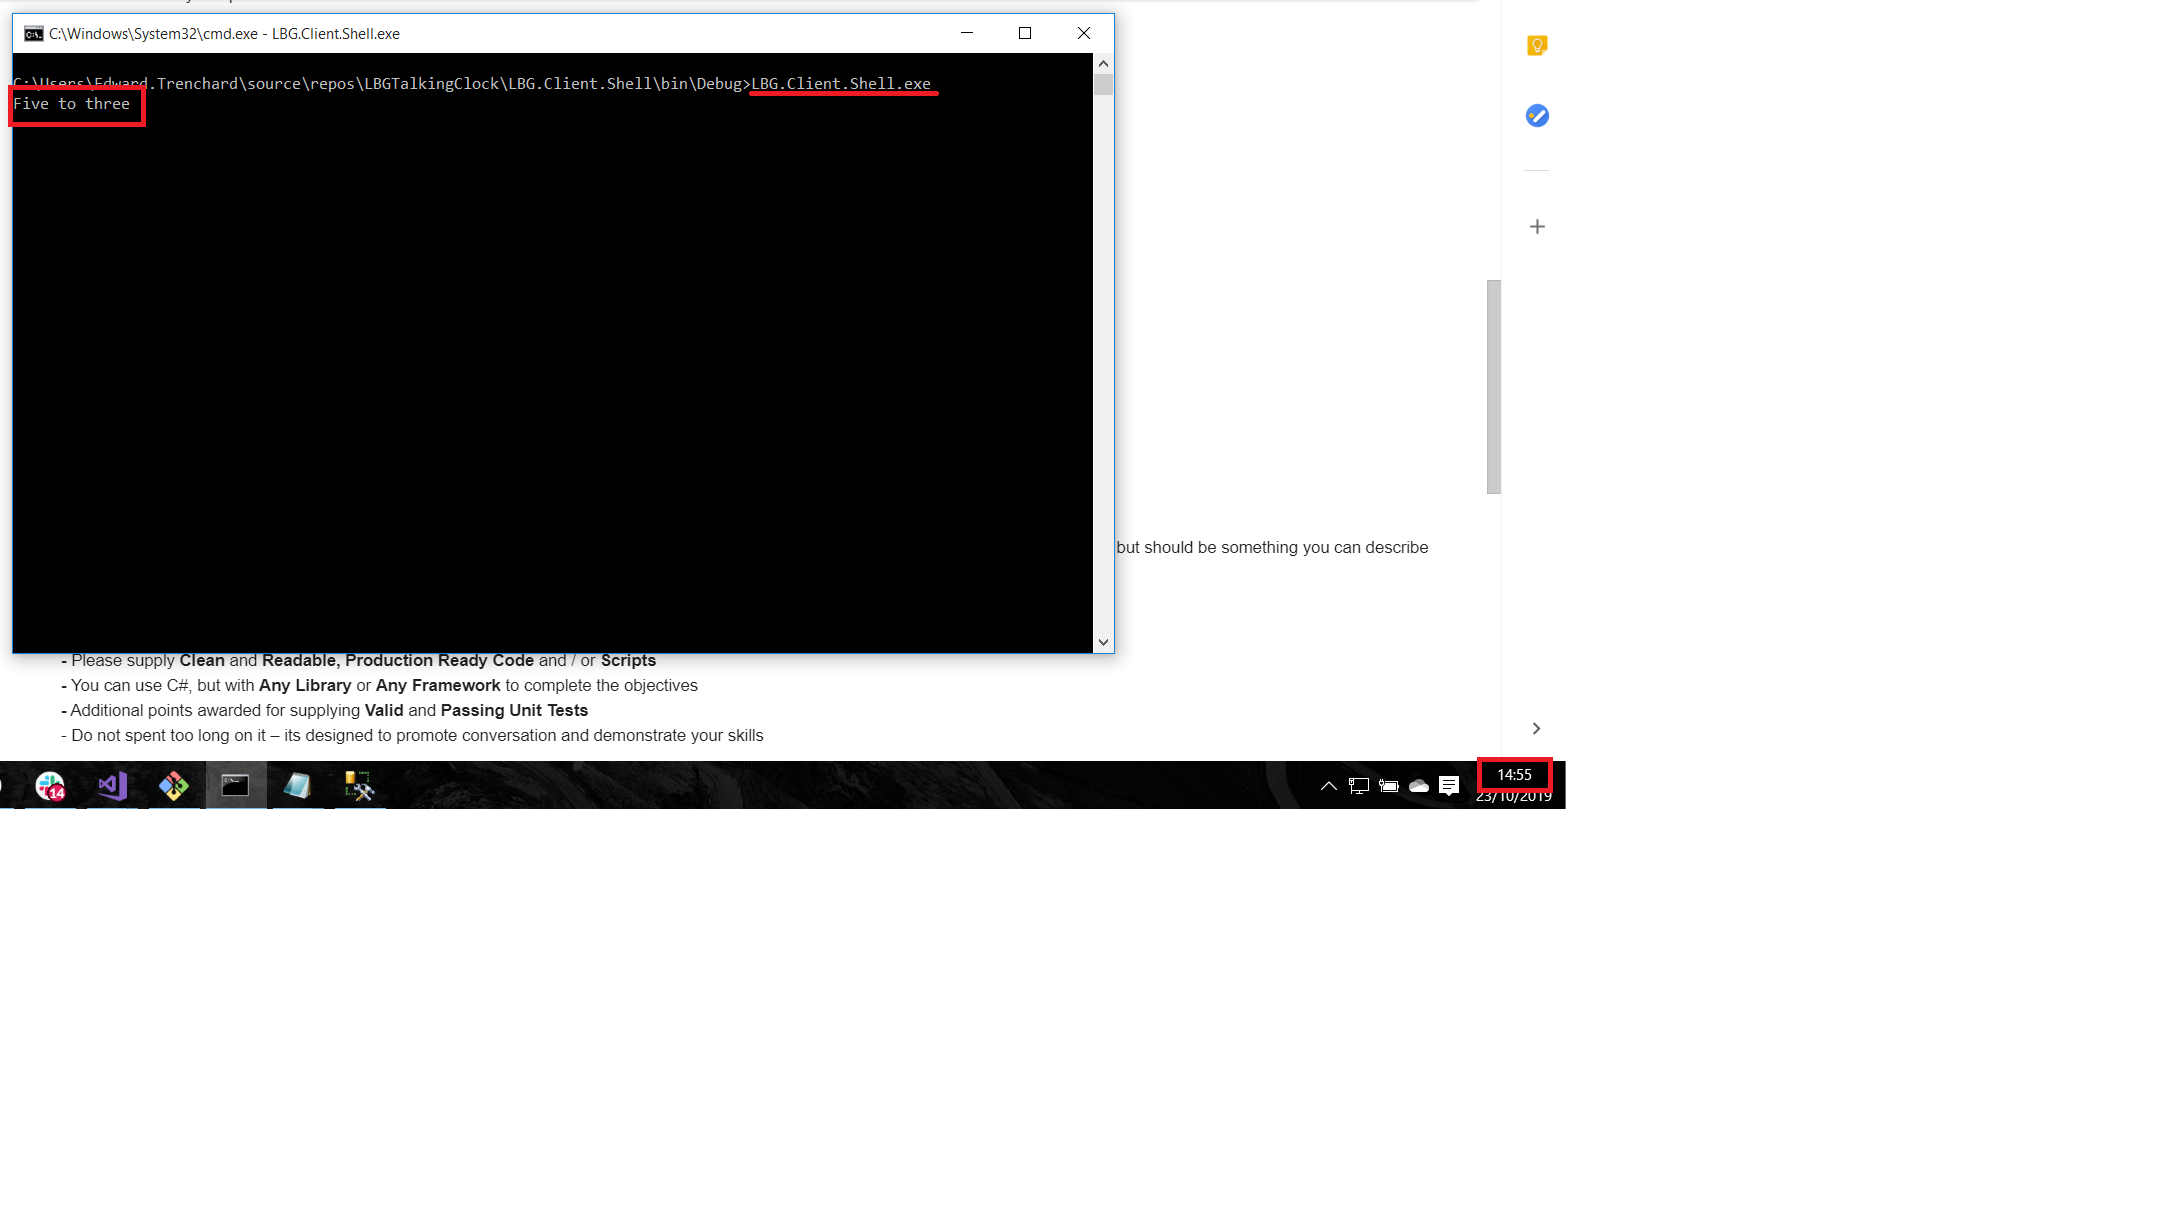 C:\Windows\System32\cmd.exe - LBG.Client.Shell.exe
C:\Users\Edward.Trenchard\source\repos\LBGTalkingClock\LBG.Client.Shell\bin\Debug>LBG.Client.Shell.exe
Five to three
but should be something you can describe
- Please supply Clean and Readable, Production Ready Code and / or Scripts
- You can use C#, but with Any Library or Any Framework to complete the objectives
- Additional points awarded for supplying Valid and Passing Unit Tests
- Do not spent too long on it – its designed to promote conversation and demonstrate your skills
14
14:55
23/10/2019